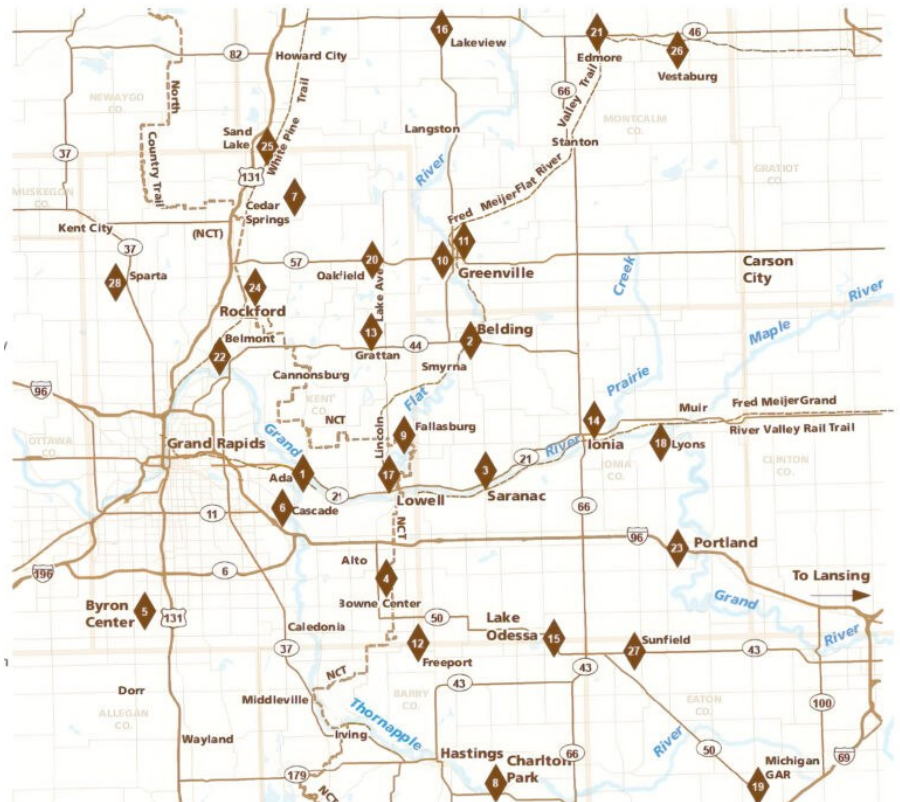 16
Lakeview
21
Edmore
46
26
Vestaburg
82
Howard City
North
Country Trail
White Pine
Trail
NEWAYGO
CO.
66
Valley Trail
MONTCALM
CO.
Langston
Stanton
Sand
Lake
25
GRATIOT
CO.
37
131
River
MUSKEGON
CO.
Cedar
Springs
7
Fred Meijer Flat River
Kent City
(NCT)
37
57
20
Oakfield
10
11
Greenville
Carson
City
Sparta
28
24
Rockford
Lake Ave
Creek
River
Maple
13
Grattan
44
2
Belding
Belmont
22
Smyrna
Cannonsburg
KENT
CO.
Prairie
96
Flat
Fred Meijer Grand
River Valley Rail Trail
Muir
NCT
Lincoln
9
Fallasburg
14
Ionia
OTTAWA
CO.
Grand Rapids
Grand
River
18
Lyons
IONIA
CO.
CLINTON
CO.
Ada
1
21
17
Lowell
3
Saranac
21
6
Cascade
11
66
NCT
96
23
Portland
196
6
Alto
4
Bowne Center
To Lansing
Byron
Center
5
131
50
Lake
Odessa
15
Grand
River
Caledonia
12
Freeport
27
Sunfield
43
37
43
43
NCT
Dorr
ALLEGAN
CO.
Middleville
BARRY
CO.
EATON
CO.
100
Thornapple
Irving
Wayland
River
50
69
Hastings
Charlton
Park
8
66
Michigan
GAR
19
179
NCT